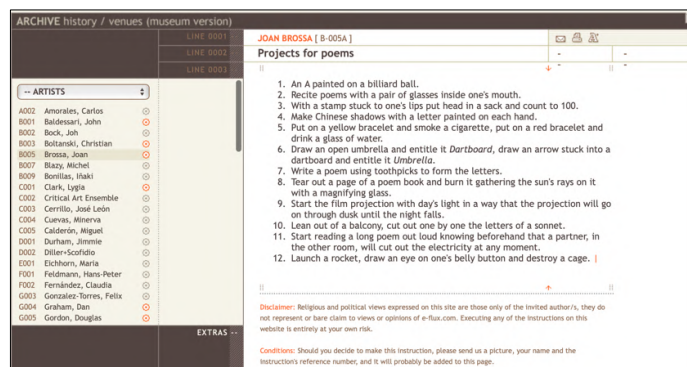 ARCHIVE history / venues (museum version)
LINE 0001 --
LINE 0002 --
LINE 0003 --
-- ARTISTS
A002 Amorales, Carlos
B001 Baldessari, John
B002 Bock, Joh
B003 Boltanski, Christian
B005 Brossa, Joan
B007 Blazy, Michel
B009 Bonillas, Iñaki
C001 Clark, Lygia
C002 Critical Art Ensemble
C003 Cerrillo, José León
C004 Cuevas, Minerva
C005 Calderón, Miguel
D001 Durham, Jimmie
D002 Diller+Scofidio
E001 Eichhorn, Maria
F001 Feldmann, Hans-Peter
F002 Fernández, Claudia
G003 Gonzalez-Torres, Felix
G004 Graham, Dan
G005 Gordon, Douglas
EXTRAS --
JOAN BROSSA [ B-005A ]
Projects for poems
- -
- -
1. An A painted on a billiard ball.
2. Recite poems with a pair of glasses inside one's mouth.
3. With a stamp stuck to one's lips put head in a sack and count to 100.
4. Make Chinese shadows with a letter painted on each hand.
5. Put on a yellow bracelet and smoke a cigarette, put on a red bracelet and
drink a glass of water.
6. Draw an open umbrella and entitle it Dartboard, draw an arrow stuck into a
dartboard and entitle it Umbrella.
7. Write a poem using toothpicks to form the letters.
8. Tear out a page of a poem book and burn it gathering the sun's rays on it
with a magnifying glass.
9. Start the film projection with day's light in a way that the projection will go
on through dusk until the night falls.
10. Lean out of a balcony, cut out one by one the letters of a sonnet.
11. Start reading a long poem out loud knowing beforehand that a partner, in
the other room, will cut out the electricity at any moment.
12. Launch a rocket, draw an eye on one's belly button and destroy a cage. |
Disclaimer: Religious and political views expressed on this site are those only of the invited author/s, they do
not represent or bare claim to views or opinions of e-flux.com. Executing any of the instructions on this
website is entirely at your own risk.
Conditions: Should you decide to make this instruction, please send us a picture, your name and the
instruction's reference number, and it will probably be added to this page.